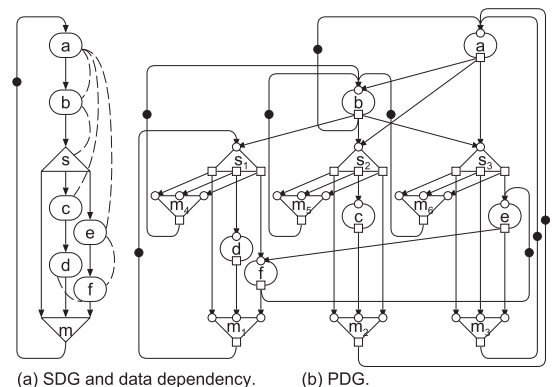 a
b
s
c
e
d
f
m
a
b
s1
s2
s3
m4
m5
m6
c
e
d
f
m1
m2
m3
(a) SDG and data dependency.
(b) PDG.